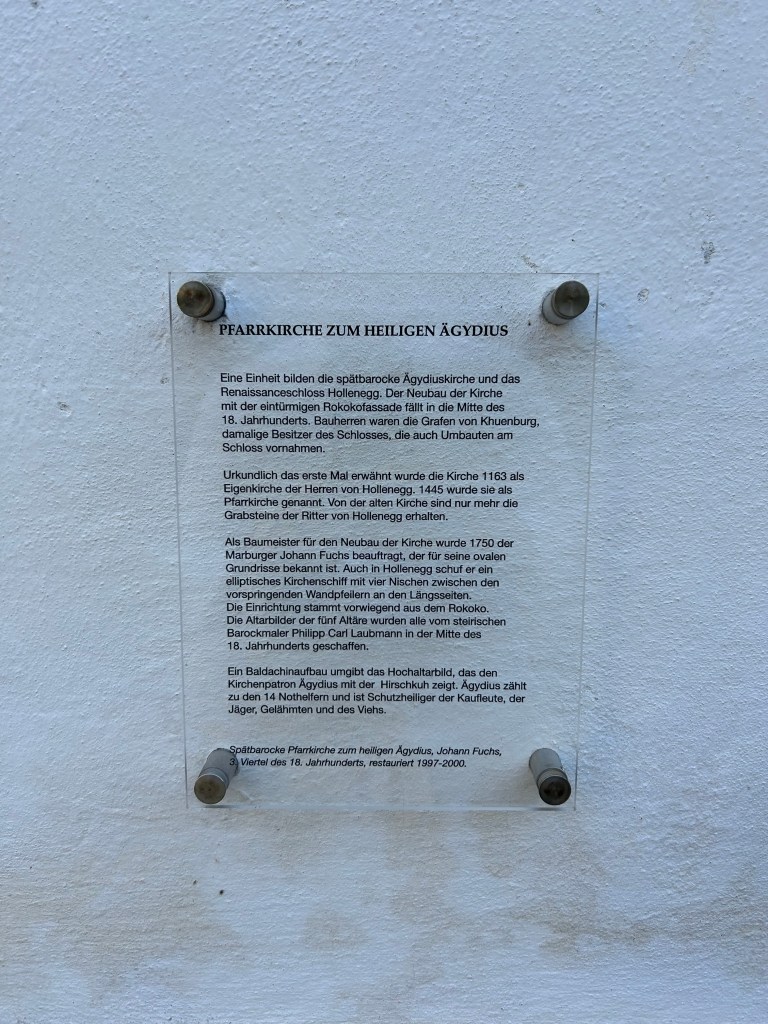 PFARRKIRCHE ZUM HEILIGEN ÄGYDIUS
Eine Einheit bilden die spätbarocke Ägydiuskirche und das
Renaissanceschloss Hollenegg. Der Neubau der Kirche
mit der eintürmigen Rokokofassade fällt in die Mitte des
18. Jahrhunderts. Bauherren waren die Grafen von Khuenburg,
damalige Besitzer des Schlosses, die auch Umbauten am
Schloss vornahmen.
Urkundlich das erste Mal erwähnt wurde die Kirche 1163 als
Eigenkirche der Herren von Hollenegg. 1445 wurde sie als
Pfarrkirche genannt. Von der alten Kirche sind nur mehr die
Grabsteine der Ritter von Hollenegg erhalten.
Als Baumeister für den Neubau der Kirche wurde 1750 der
Marburger Johann Fuchs beauftragt, der für seine ovalen
Grundrisse bekannt ist. Auch in Hollenegg schuf er ein
elliptisches Kirchenschiff mit vier Nischen zwischen den
vorspringenden Wandpfeilern an den Längsseiten.
Die Einrichtung stammt vorwiegend aus dem Rokoko.
Die Altarbilder der fünf Altäre wurden alle vom steirischen
Barockmaler Philipp Carl Laubmann in der Mitte des
18. Jahrhunderts geschaffen.
Ein Baldachinaufbau umgibt das Hochaltarbild, das den
Kirchenpatron Ägydius mit der Hirschkuh zeigt. Ägydius zählt
zu den 14 Nothelfern und ist Schutzheiliger der Kaufleute, der
Jäger, Gelähmten und des Viehs.
Spätbarocke Pfarrkirche zum heiligen Ägydius, Johann Fuchs,
3. Viertel des 18. Jahrhunderts, restauriert 1997-2000.